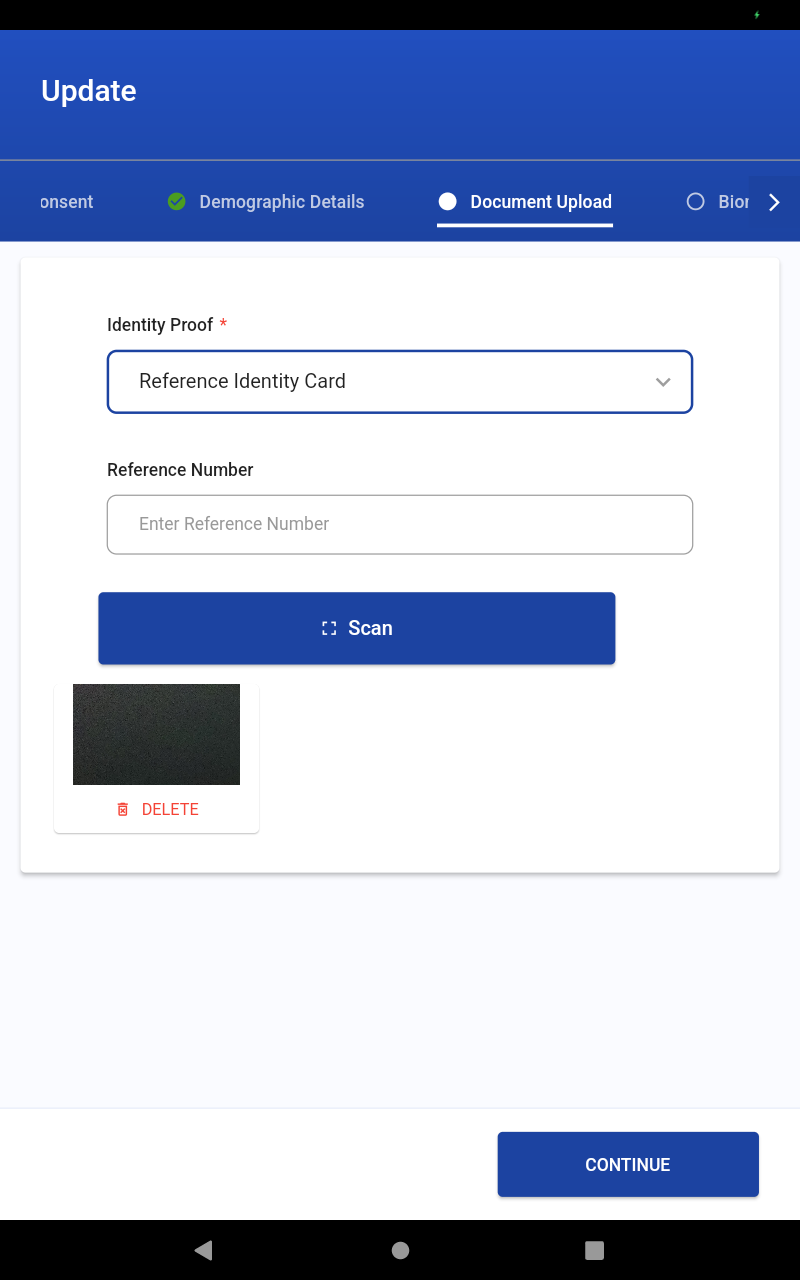 Update
onsent
Demographic Details
Document Upload
Identity Proof *
Reference Identity Card
Reference Number
Enter Reference Number
Scan
DELETE
CONTINUE